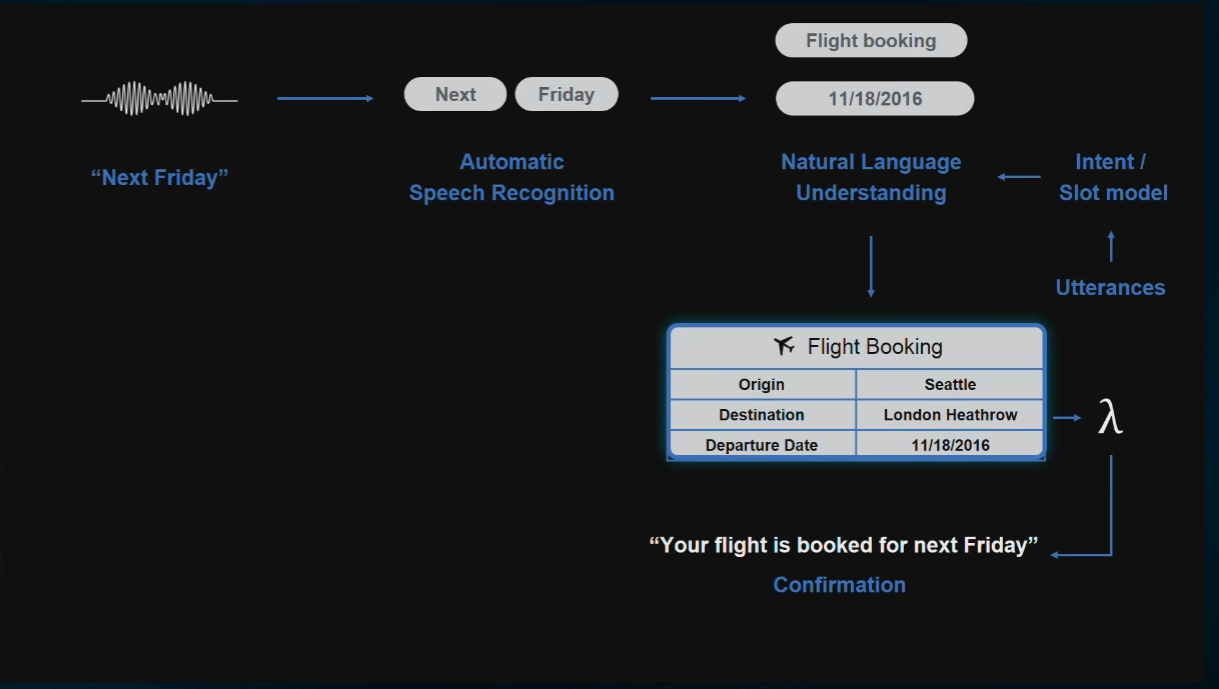 Flight booking
Next
Friday
11/18/2016
“Next Friday”
Automatic
Speech Recognition
Natural Language
Understanding
Intent /
Slot model
Utterances
Flight Booking
Origin Seattle
Destination London Heathrow
Departure Date 11/18/2016
λ
“Your flight is booked for next Friday”
Confirmation